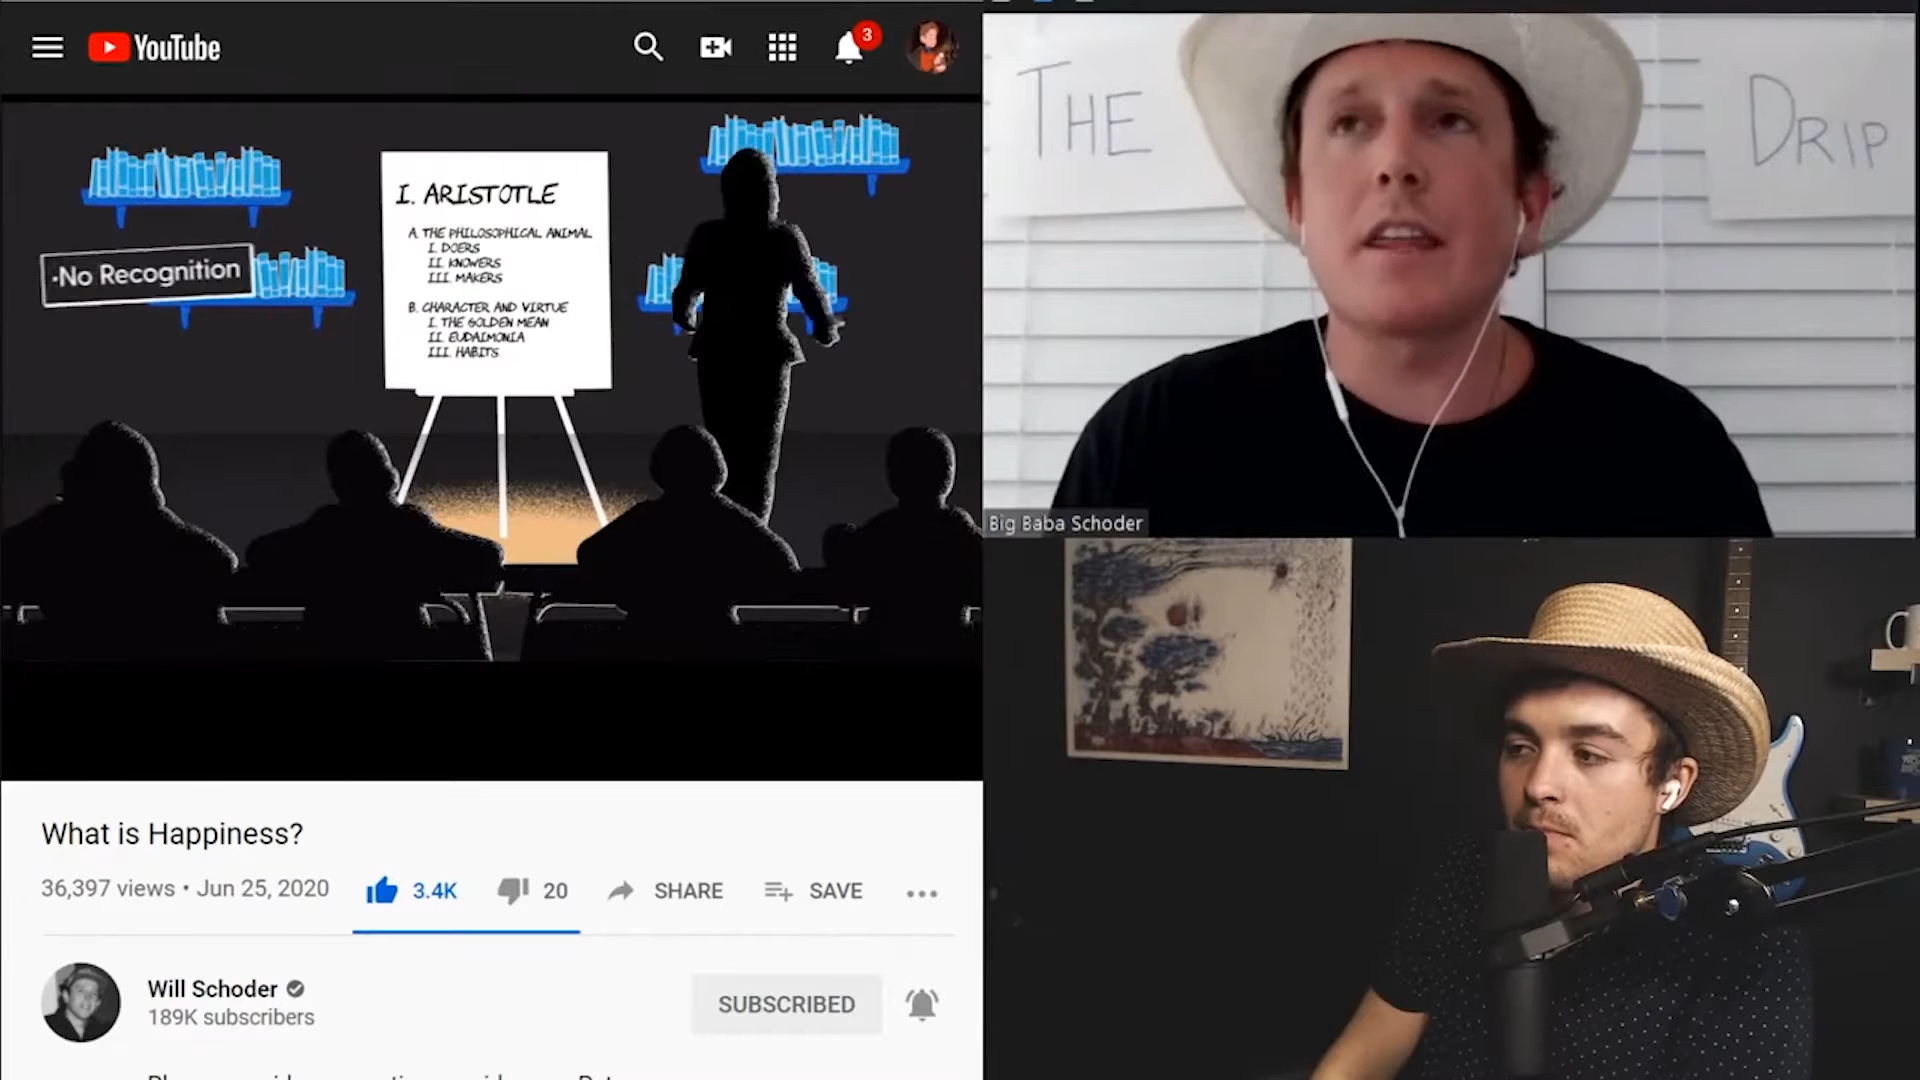 YouTube
3
I. ARISTOTLE
A. THE PHILOSOPHICAL ANIMAL
I. DOERS
II. KNOWERS
III. MAKERS
B. CHARACTER AND VIRTUE
I. THE GOLDEN MEAN
II. EUDAIMONIA
III. HABITS
·No Recognition
What is Happiness?
36,397 views • Jun 25, 2020
3.4K
20
SHARE
SAVE
Will Schoder
189K subscribers
SUBSCRIBED
THE
DRIP
Big Baba Schoder